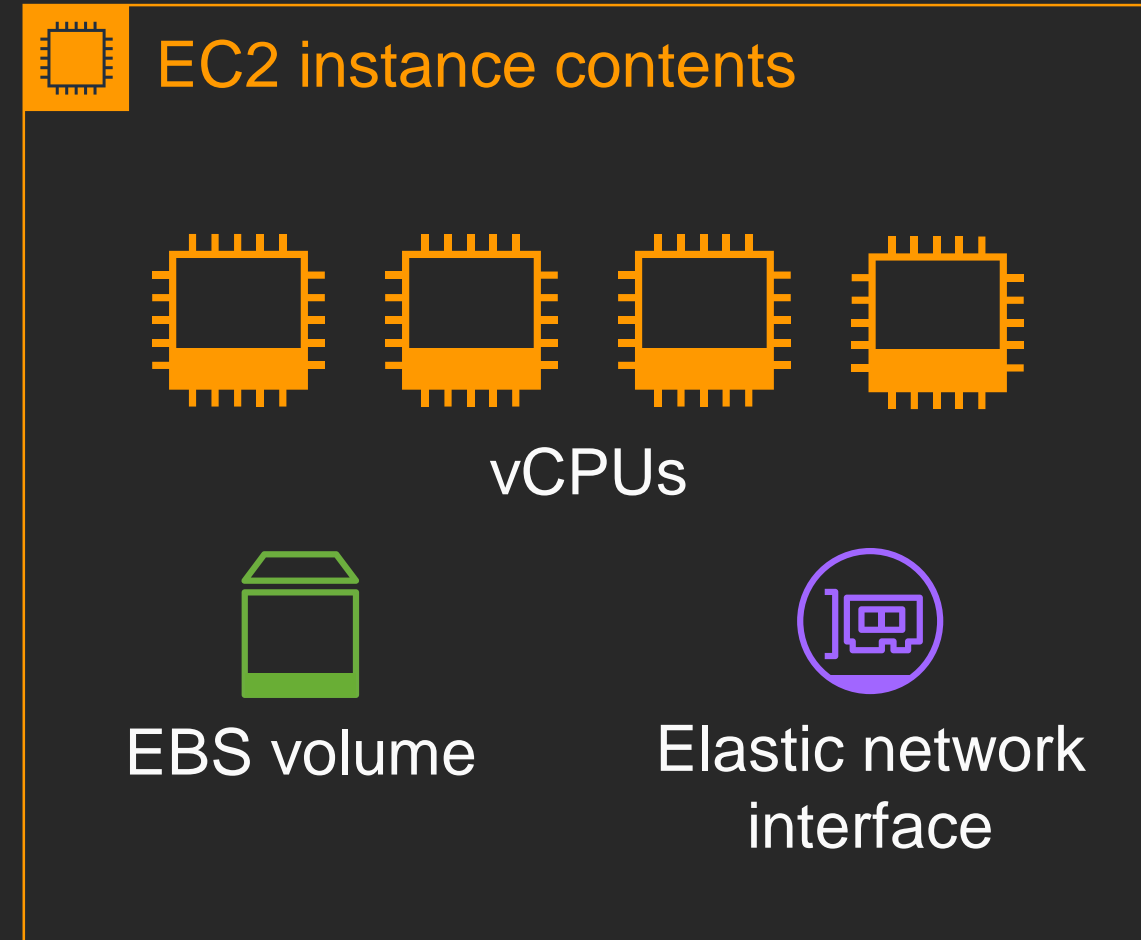 EC2 instance contents
vCPUs
EBS volume
Elastic network
interface